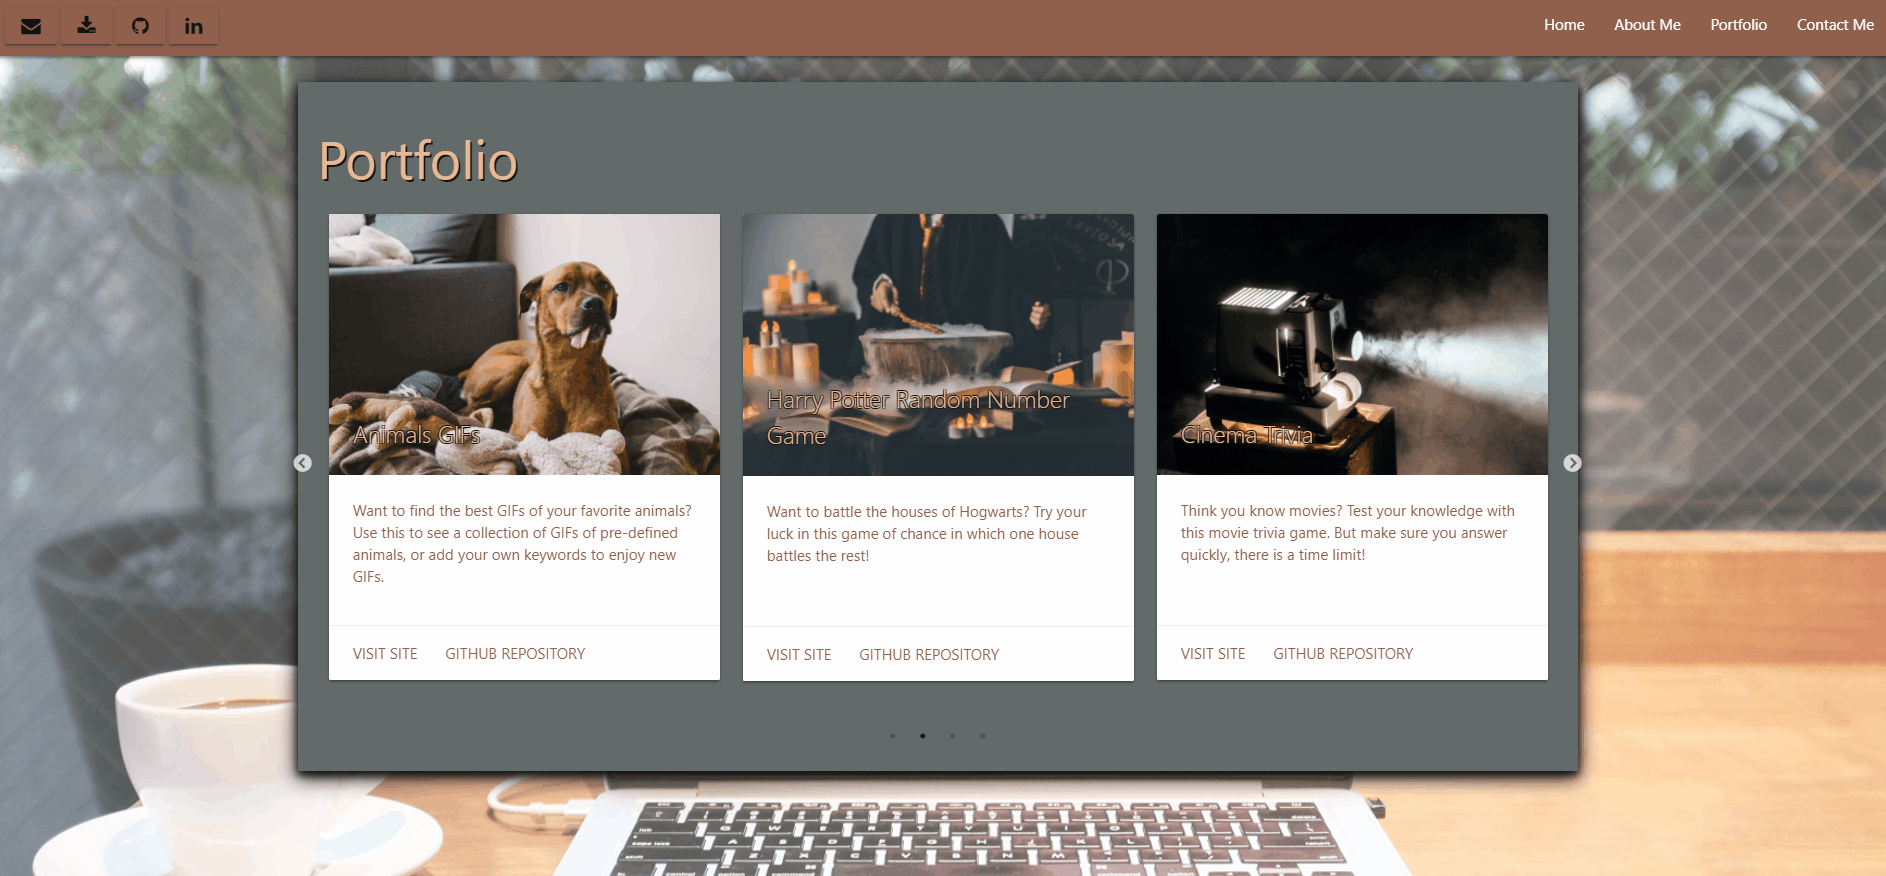 in
Home
About Me
Portfolio
Contact Me
Portfolio
Animals GIFs
Want to find the best GIFs of your favorite animals?
Use this to see a collection of GIFs of pre-defined
animals, or add your own keywords to enjoy new
GIFs.
VISIT SITE
GITHUB REPOSITORY
Harry Potter Random Number
Game
Want to battle the houses of Hogwarts? Try your
luck in this game of chance in which one house
battles the rest!
VISIT SITE
GITHUB REPOSITORY
Cinema Trivia
Think you know movies? Test your knowledge with
this movie trivia game. But make sure you answer
quickly, there is a time limit!
VISIT SITE
GITHUB REPOSITORY